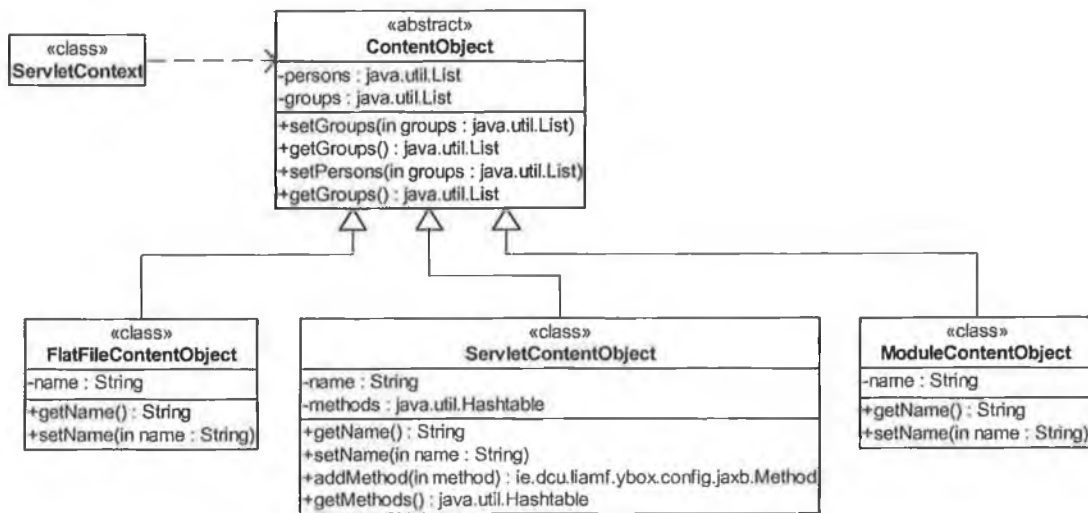 «class»
ServletContext
«abstract»
ContentObject
-persons : java.util.List
-groups : java.util.List
+setGroups(in groups : java.util.List)
+getGroups() : java.util.List
+setPersons(in groups : java.util.List)
+getGroups() : java.util.List
«class»
FlatFileContentObject
-name : String
+getName() : String
+setName(in name : String)
«class»
ServletContentObject
-name : String
-methods : java.util.Hashtable
+getName() : String
+setName(in name : String)
+addMethod(in method) : ie.dcu.liamf.ybox.config.jaxb.Method
+getMethods() : java.util.Hashtable
«class»
ModuleContentObject
-name : String
+getName() : String
+setName(in name : String)